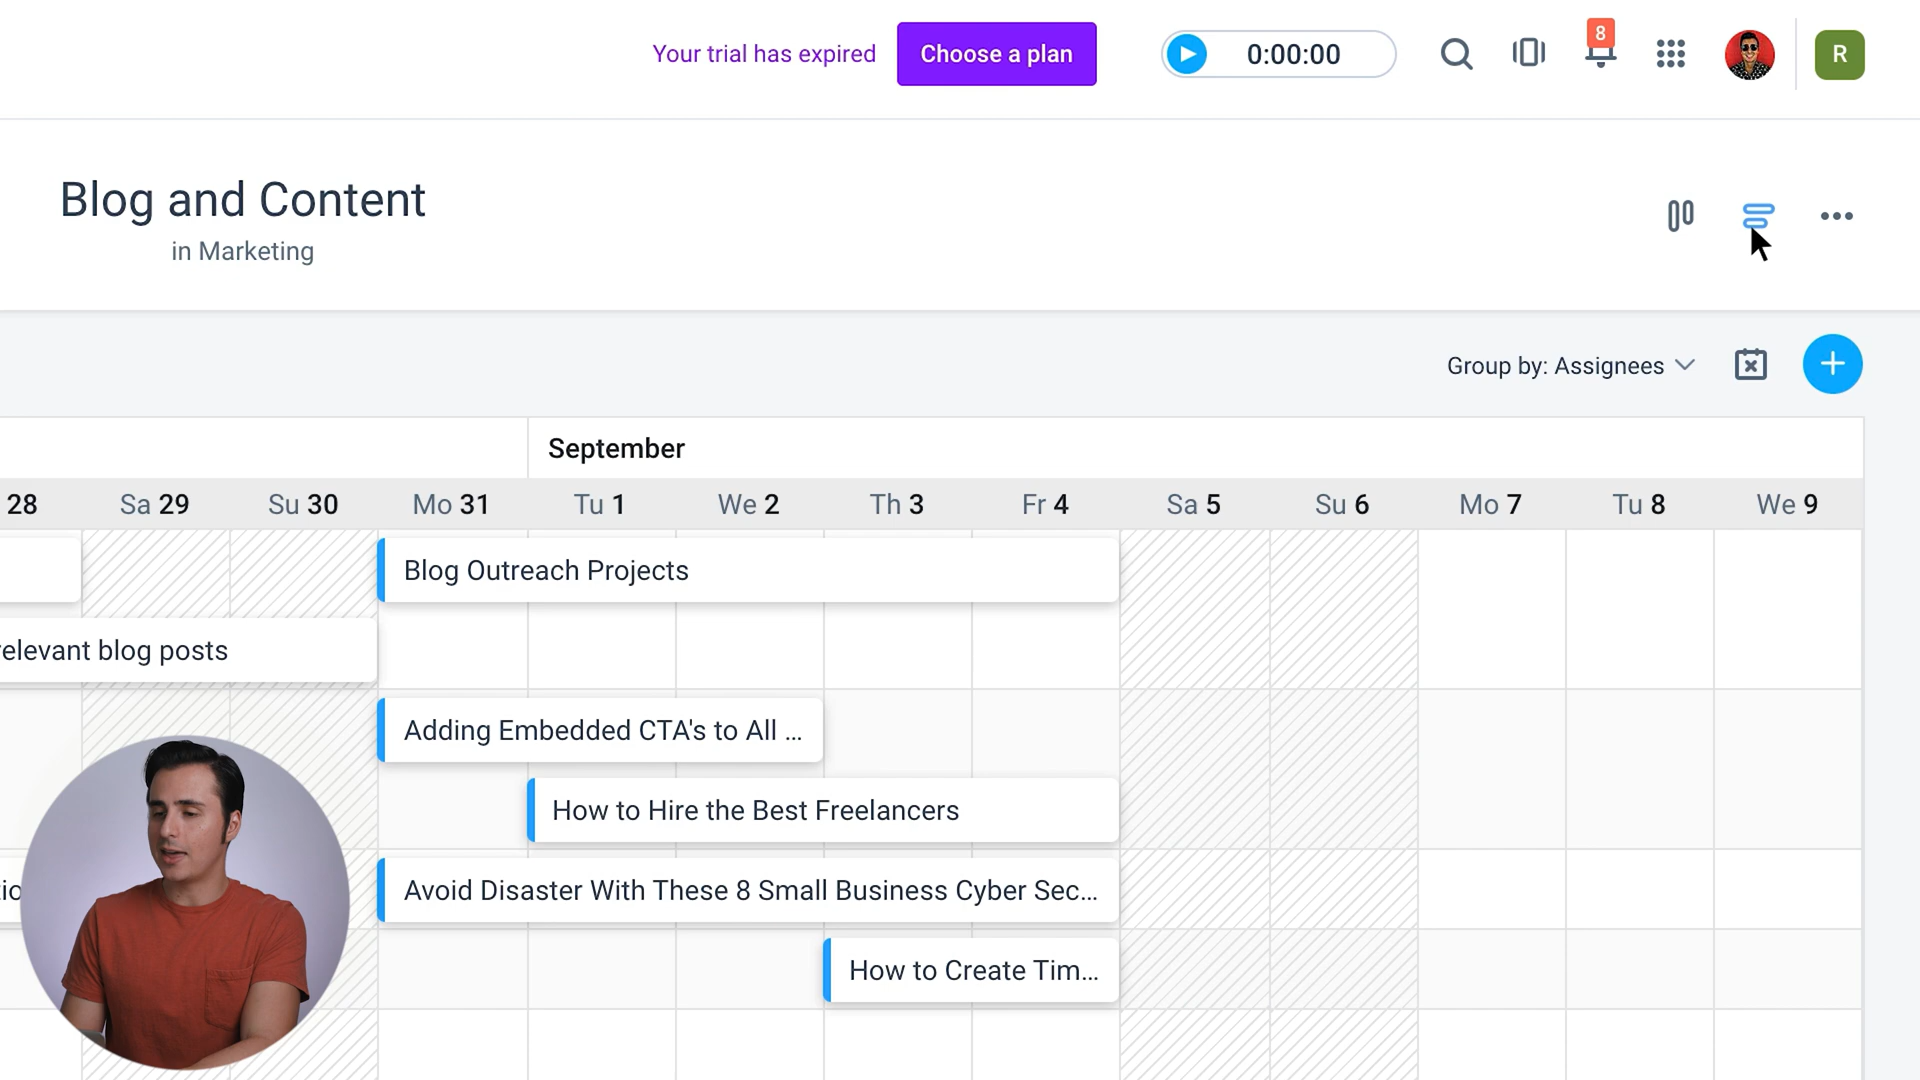 Your trial has expired
Choose a plan
0:00:00
8
R
Blog and Content
in Marketing
Group by: Assignees
September
28 Sa 29 Su 30 Mo 31 Tu 1 We 2 Th 3 Fr 4 Sa 5 Su 6 Mo 7 Tu 8 We 9
Blog Outreach Projects
relevant blog posts
Adding Embedded CTA's to All ...
How to Hire the Best Freelancers
Avoid Disaster With These 8 Small Business Cyber Sec...
How to Create Tim...